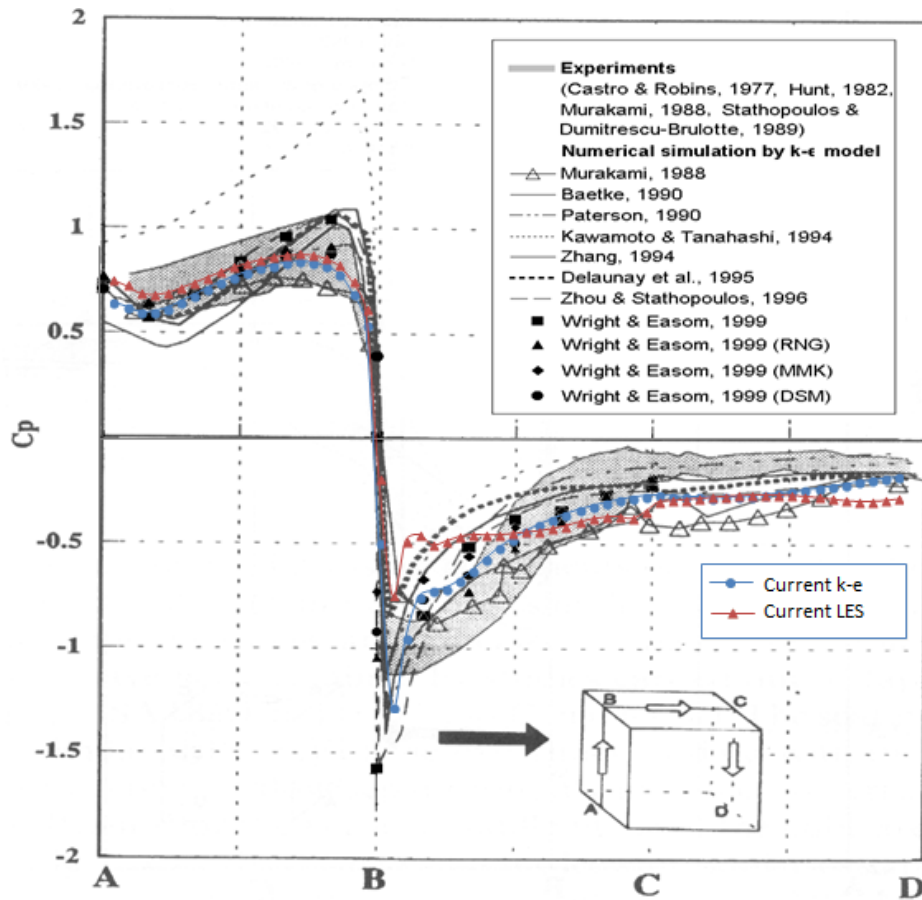 2
1.5
1
0.5
Cp
-0.5
-1
-1.5
-2
A
B
C
D
Experiments
(Castro & Robins, 1977, Hunt, 1982,
Murakami, 1988, Stathopoulos &
Dumitrescu-Brulotte, 1989)
Numerical simulation by k-ε model
Murakami, 1988
Baetke, 1990
Paterson, 1990
Kawamoto & Tanahashi, 1994
Zhang, 1994
Delaunay et al., 1995
Zhou & Stathopoulos, 1996
Wright & Easom, 1999
Wright & Easom, 1999 (RNG)
Wright & Easom, 1999 (MMK)
Wright & Easom, 1999 (DSM)
Current k-e
Current LES
B
C
A
D